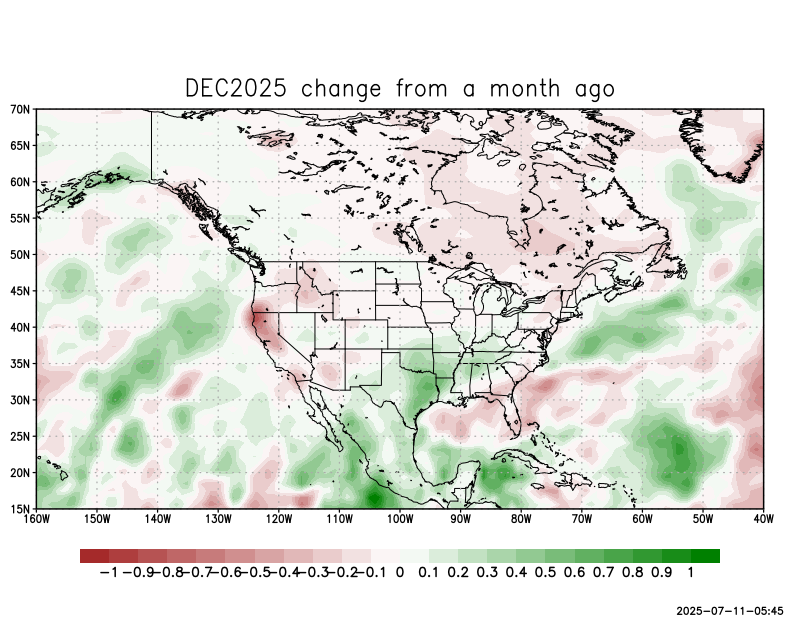 DEC2025 change from a month ago
70N
65N
60N
55N
50N
45N
40N
35N
30N
25N
20N
15N
160W 150W 140W 130W 120W 110W 100W 90W 80W 70W 60W 50W 40W
-1 -0.9 -0.8 -0.7 -0.6 -0.5 -0.4 -0.3 -0.2 -0.1 0 0.1 0.2 0.3 0.4 0.5 0.6 0.7 0.8 0.9 1
2025-07-11-05:45